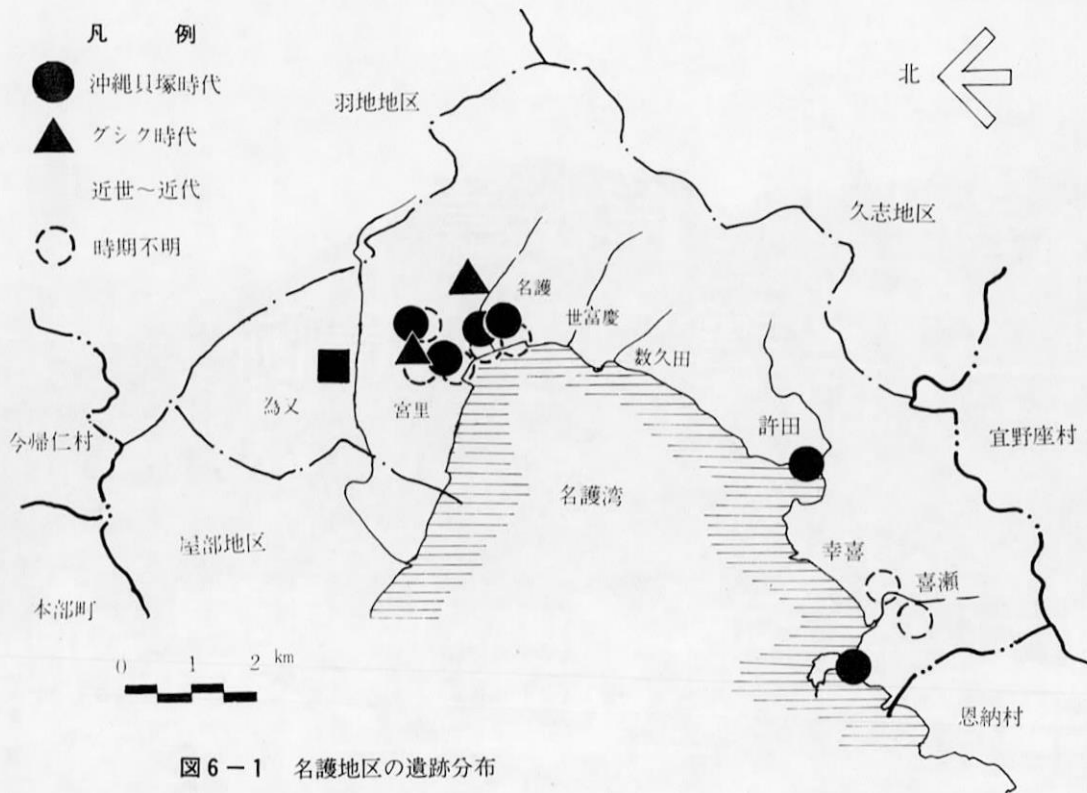 凡 例
沖縄貝塚時代
グシク時代
近世～近代
時期不明
北
羽地地区
久志地区
名護
世冨慶
数久田
為又
宮里
許田
今帰仁村
宜野座村
名護湾
屋部地区
幸喜
喜瀬
本部町
0 1 2 km
恩納村
図6－1 名護地区の遺跡分布